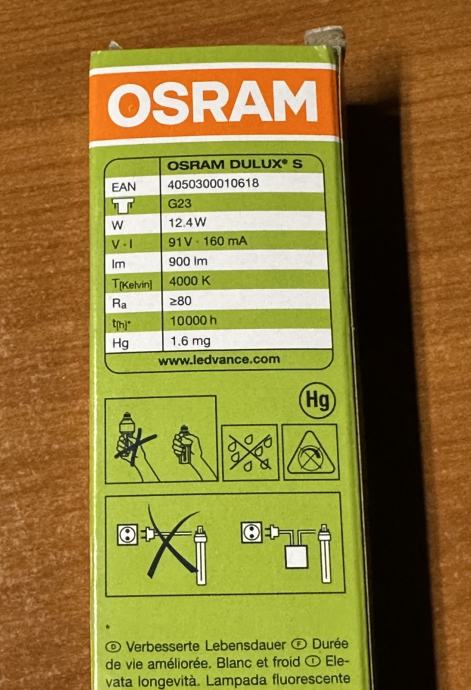 OSRAM
OSRAM DULUX® S
EAN 4050300010618
G23
W 12.4W
V - I 91V · 160 mA
lm 900 lm
T[Kelvin] 4000 K
Ra ≥80
t[h]* 10000 h
Hg 1.6 mg
www.ledvance.com
Hg
*
Ⓓ Verbesserte Lebensdauer Ⓕ Durée
de vie améliorée. Blanc et froid Ⓘ Ele-
vata longevità. Lampada fluorescente